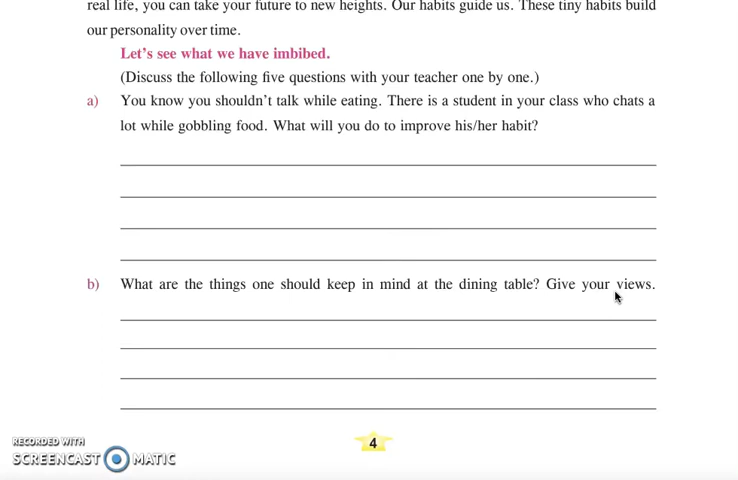 real life, you can take your future to new heights. Our habits guide us. These tiny habits build
our personality over time.
Let’s see what we have imbibed.
(Discuss the following five questions with your teacher one by one.)
a) You know you shouldn’t talk while eating. There is a student in your class who chats a
lot while gobbling food. What will you do to improve his/her habit?
b) What are the things one should keep in mind at the dining table? Give your views.
4
RECORDED WITH
SCREENCAST MATIC